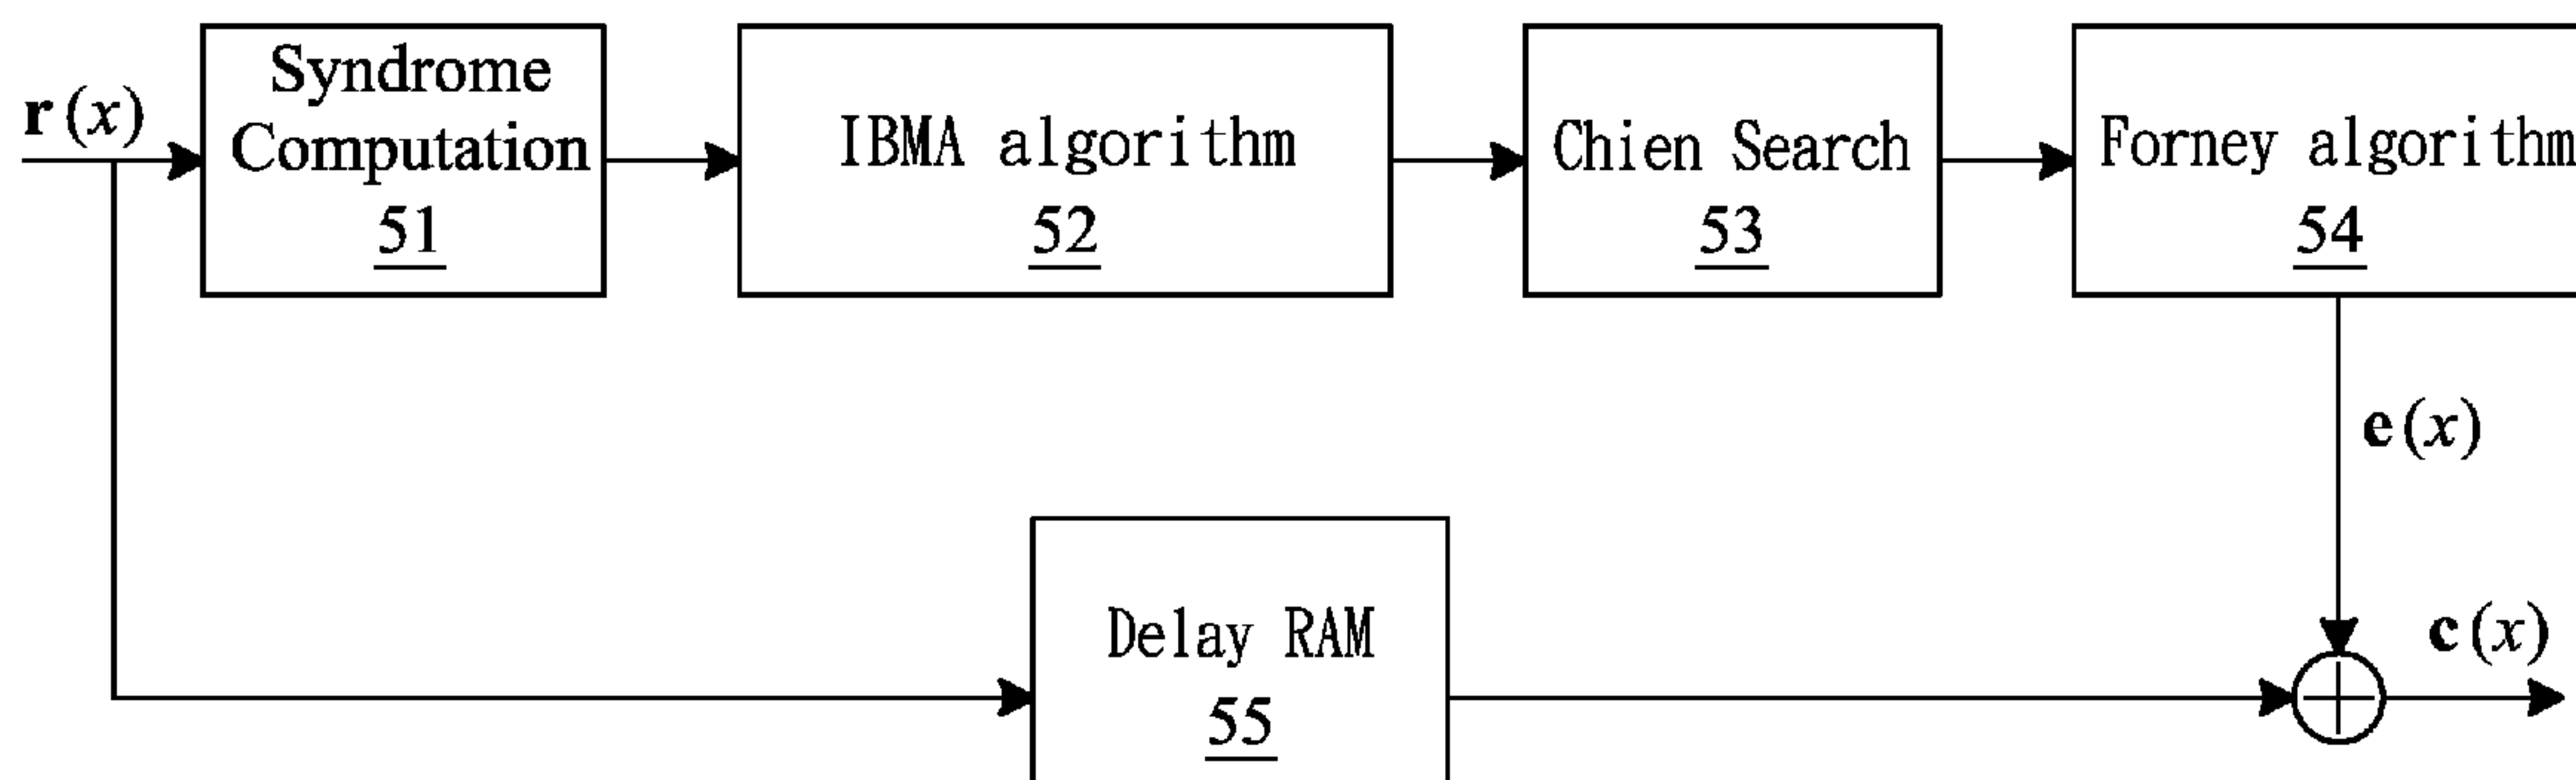 r(x)
Syndrome
Computation
51
IBMA algorithm
52
Chien Search
53
Forney algorithm
54
e(x)
Delay RAM
55
c(x)